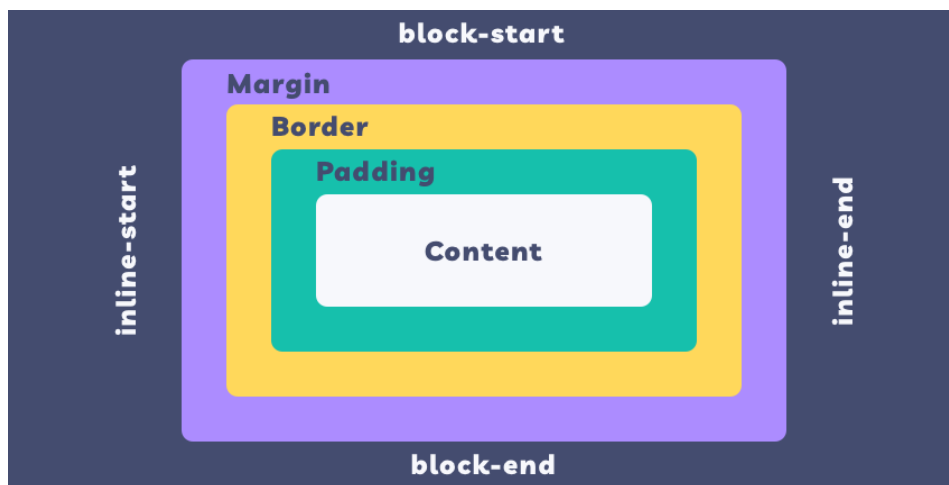 block-start
Margin
Border
Padding
inline-start
Content
inline-end
block-end